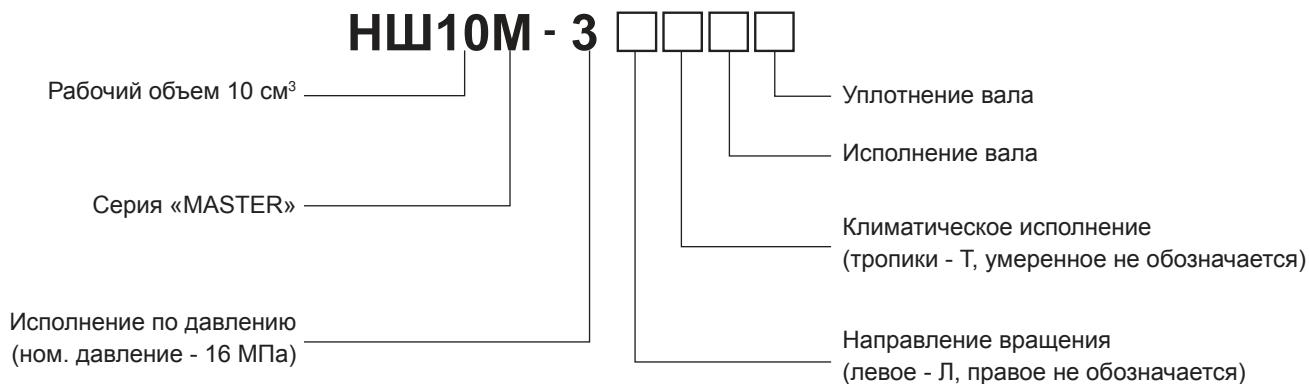 НШ10М - 3 □□□□
Рабочий объем 10 см³
Серия «MASTER»
Исполнение по давлению
(ном. давление - 16 МПа)
Уплотнение вала
Исполнение вала
Климатическое исполнение
(тропики - Т, умеренное не обозначается)
Направление вращения
(левое - Л, правое не обозначается)